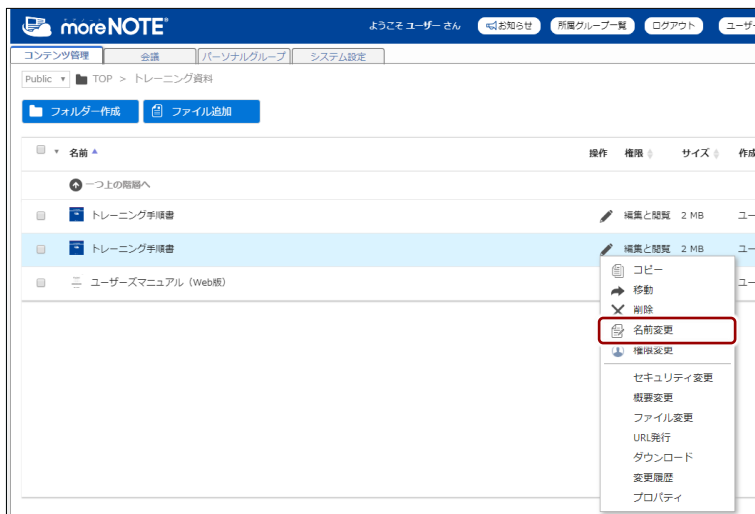 moreNOTE ようこそ ユーザー さん お知らせ 所属グループ一覧 ログアウト ユーザー
コンテンツ管理 会議 パーソナルグループ システム設定
Public TOP > トレーニング資料
フォルダー作成 ファイル追加
名前 操作 権限 サイズ 作成
一つ上の階層へ
トレーニング手順書 編集と閲覧 2 MB ユー
トレーニング手順書 編集と閲覧 2 MB ユー
ユーザーズマニュアル（Web版） ユー
コピー
移動
削除
名前変更
権限変更
セキュリティ変更
概要変更
ファイル変更
URL発行
ダウンロード
変更履歴
プロパティ